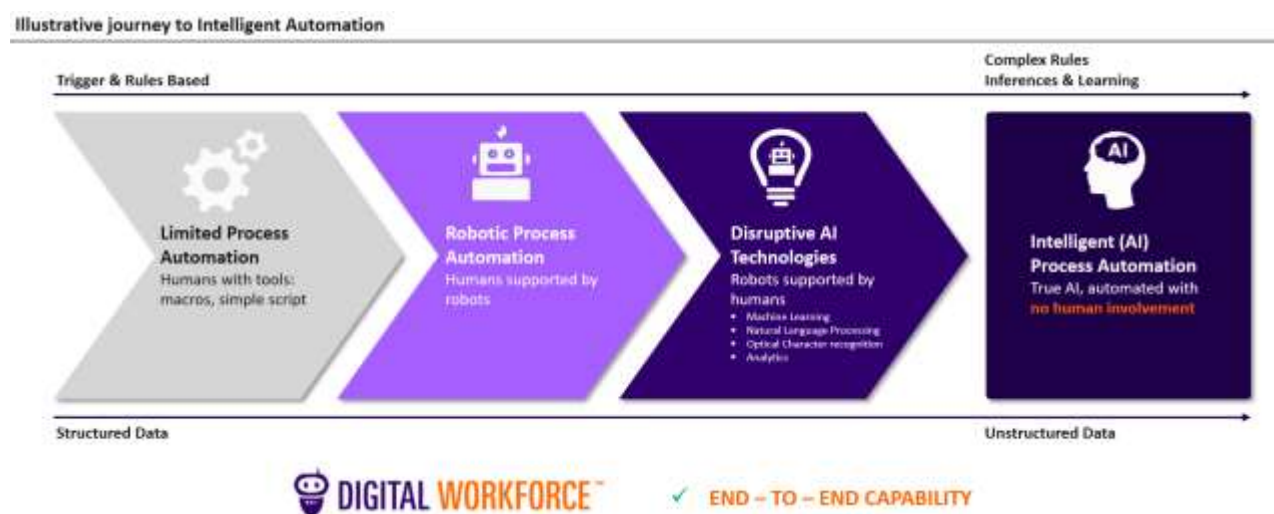 Illustrative journey to Intelligent Automation
Trigger & Rules Based
Complex Rules
Inferences & Learning
Limited Process
Automation
Humans with tools:
macros, simple script
Robotic Process
Automation
Humans supported by
robots
Disruptive AI
Technologies
Robots supported by
humans
• Machine Learning
• Natural Language Processing
• Optical Character recognition
• Analytics
AI
Intelligent (AI)
Process Automation
True AI, automated with
no human involvement
Structured Data
Unstructured Data
DIGITAL WORKFORCE™
✓ END – TO – END CAPABILITY